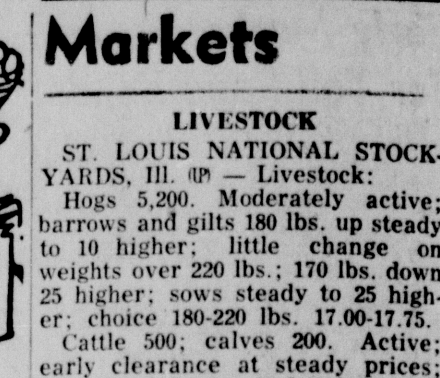 Markets
LIVESTOCK
ST. LOUIS NATIONAL STOCK-
YARDS, Ill. (UP) — Livestock:
Hogs 5,200. Moderately active;
barrows and gilts 180 lbs. up steady
to 10 higher; little change on
weights over 220 lbs.; 170 lbs. down
25 higher; sows steady to 25 high-
er; choice 180-220 lbs. 17.00-17.75.
Cattle 500; calves 200. Active;
early clearance at steady prices;